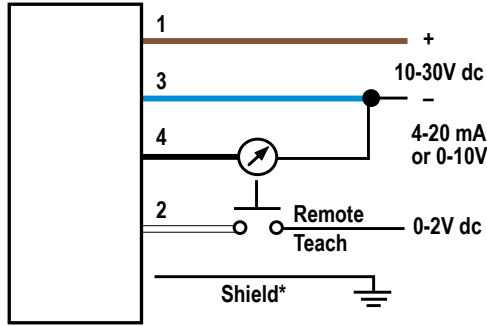 1
+
10-30V dc
3
–
4
4-20 mA
or 0-10V
2
Remote
Teach
0-2V dc
Shield*